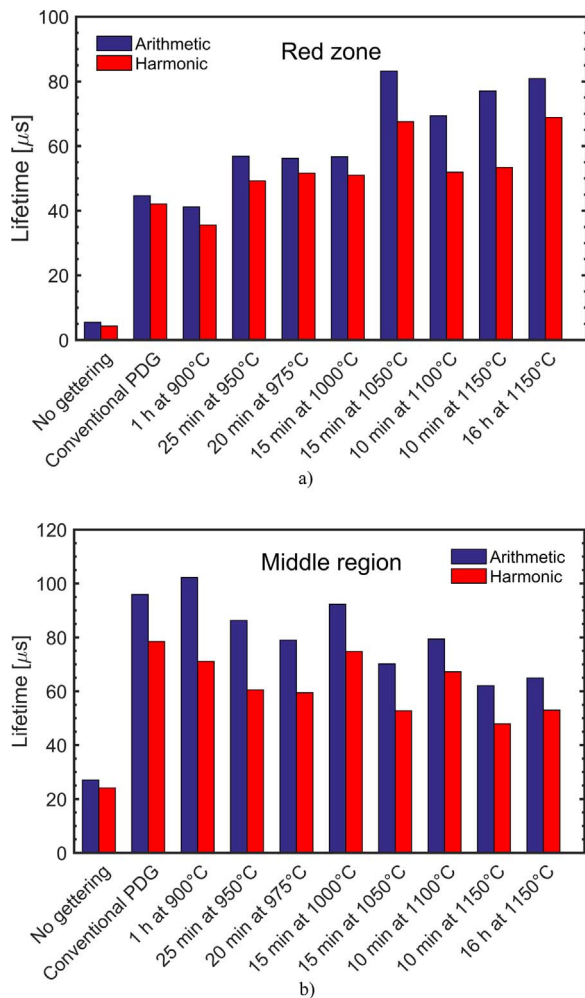 100
80
60
40
20
0
Lifetime [µs]
Arithmetic
Harmonic
Red zone
No gettering
Conventional PDG
1 h at 900°C
25 min at 950°C
20 min at 975°C
15 min at 1000°C
15 min at 1050°C
10 min at 1100°C
10 min at 1150°C
16 h at 1150°C
a)
120
100
80
60
40
20
0
Lifetime [µs]
Middle region
Arithmetic
Harmonic
No gettering
Conventional PDG
1 h at 900°C
25 min at 950°C
20 min at 975°C
15 min at 1000°C
15 min at 1050°C
10 min at 1100°C
10 min at 1150°C
16 h at 1150°C
b)